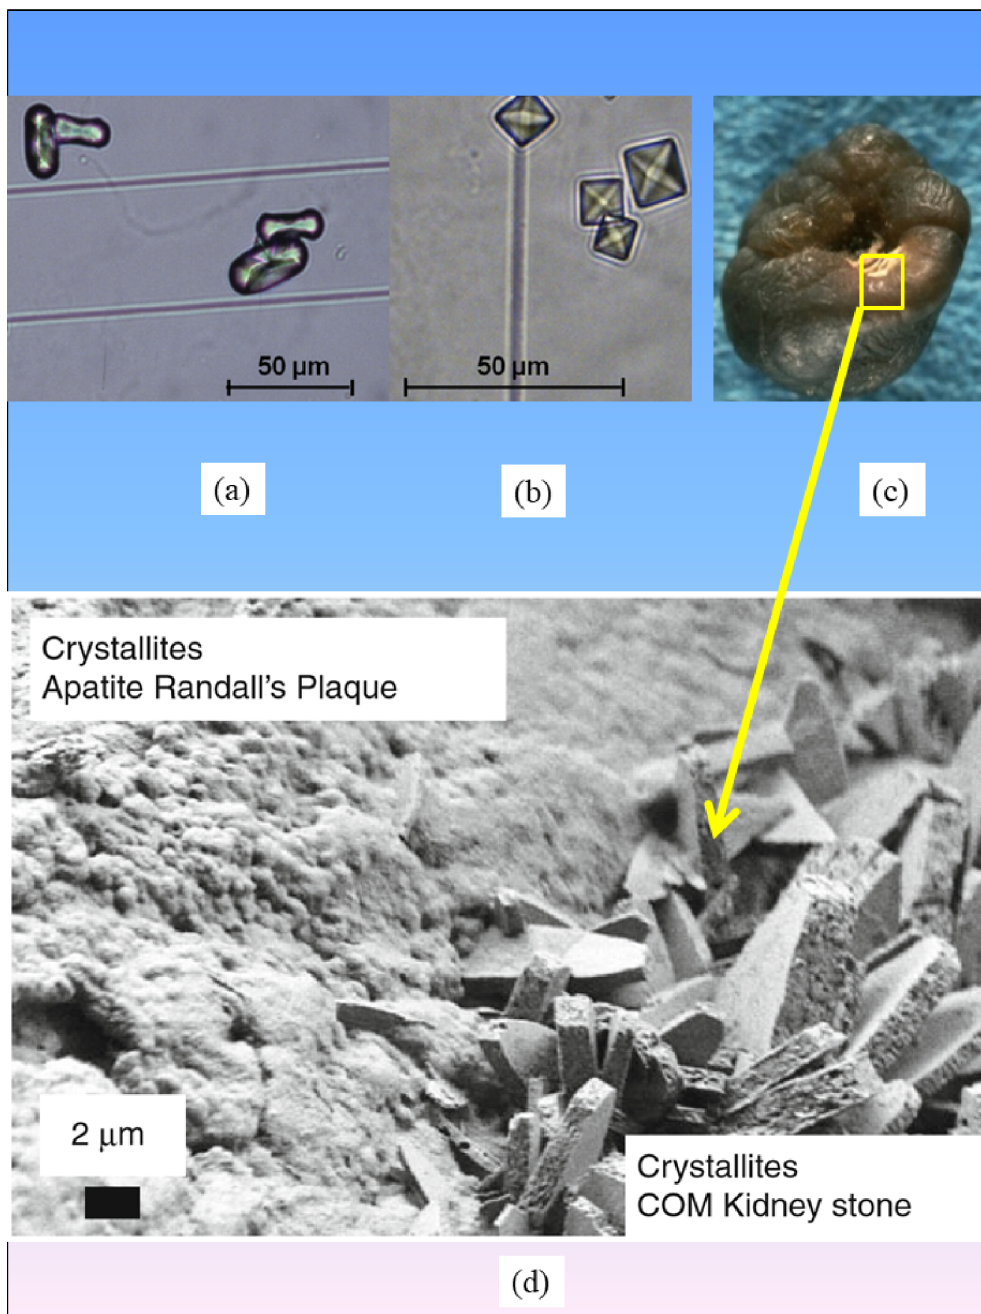 50 µm
50 µm
(a)
(b)
(c)
Crystallites
Apatite Randall's Plaque
2 µm
Crystallites
COM Kidney stone
(d)